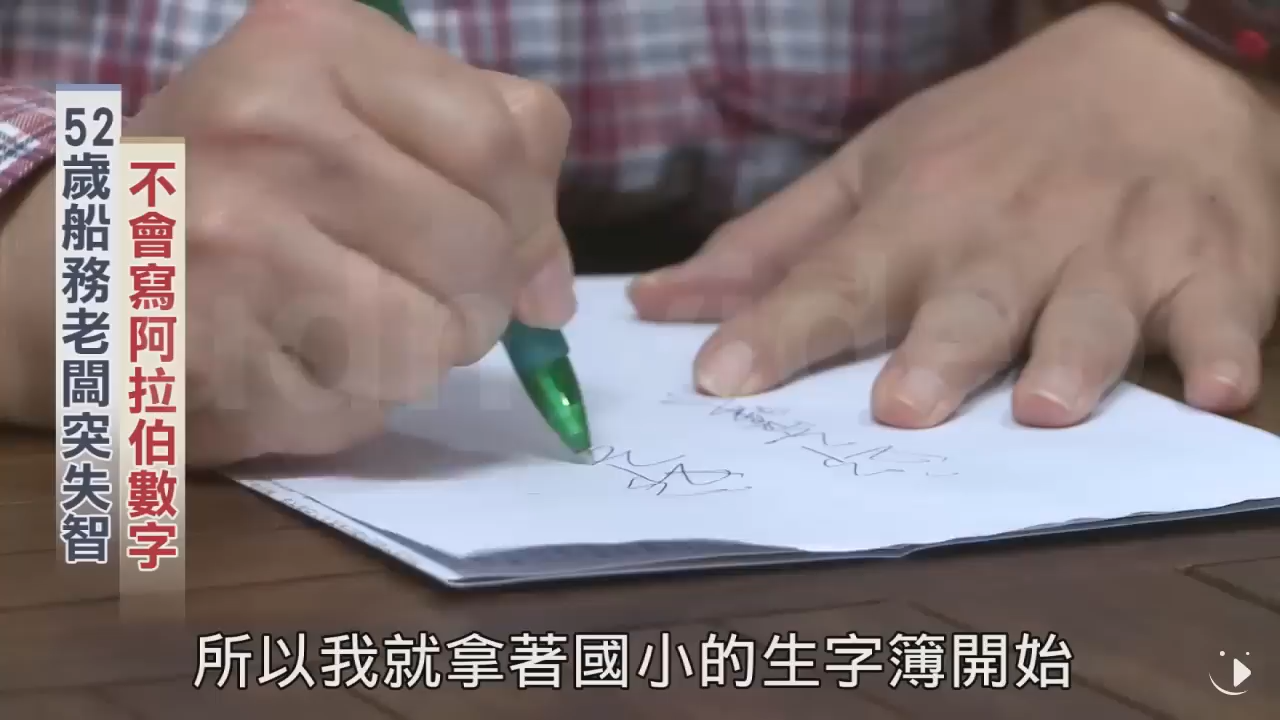 52歲船務老闆突失智
不會寫阿拉伯數字
所以我就拿著國小的生字簿開始